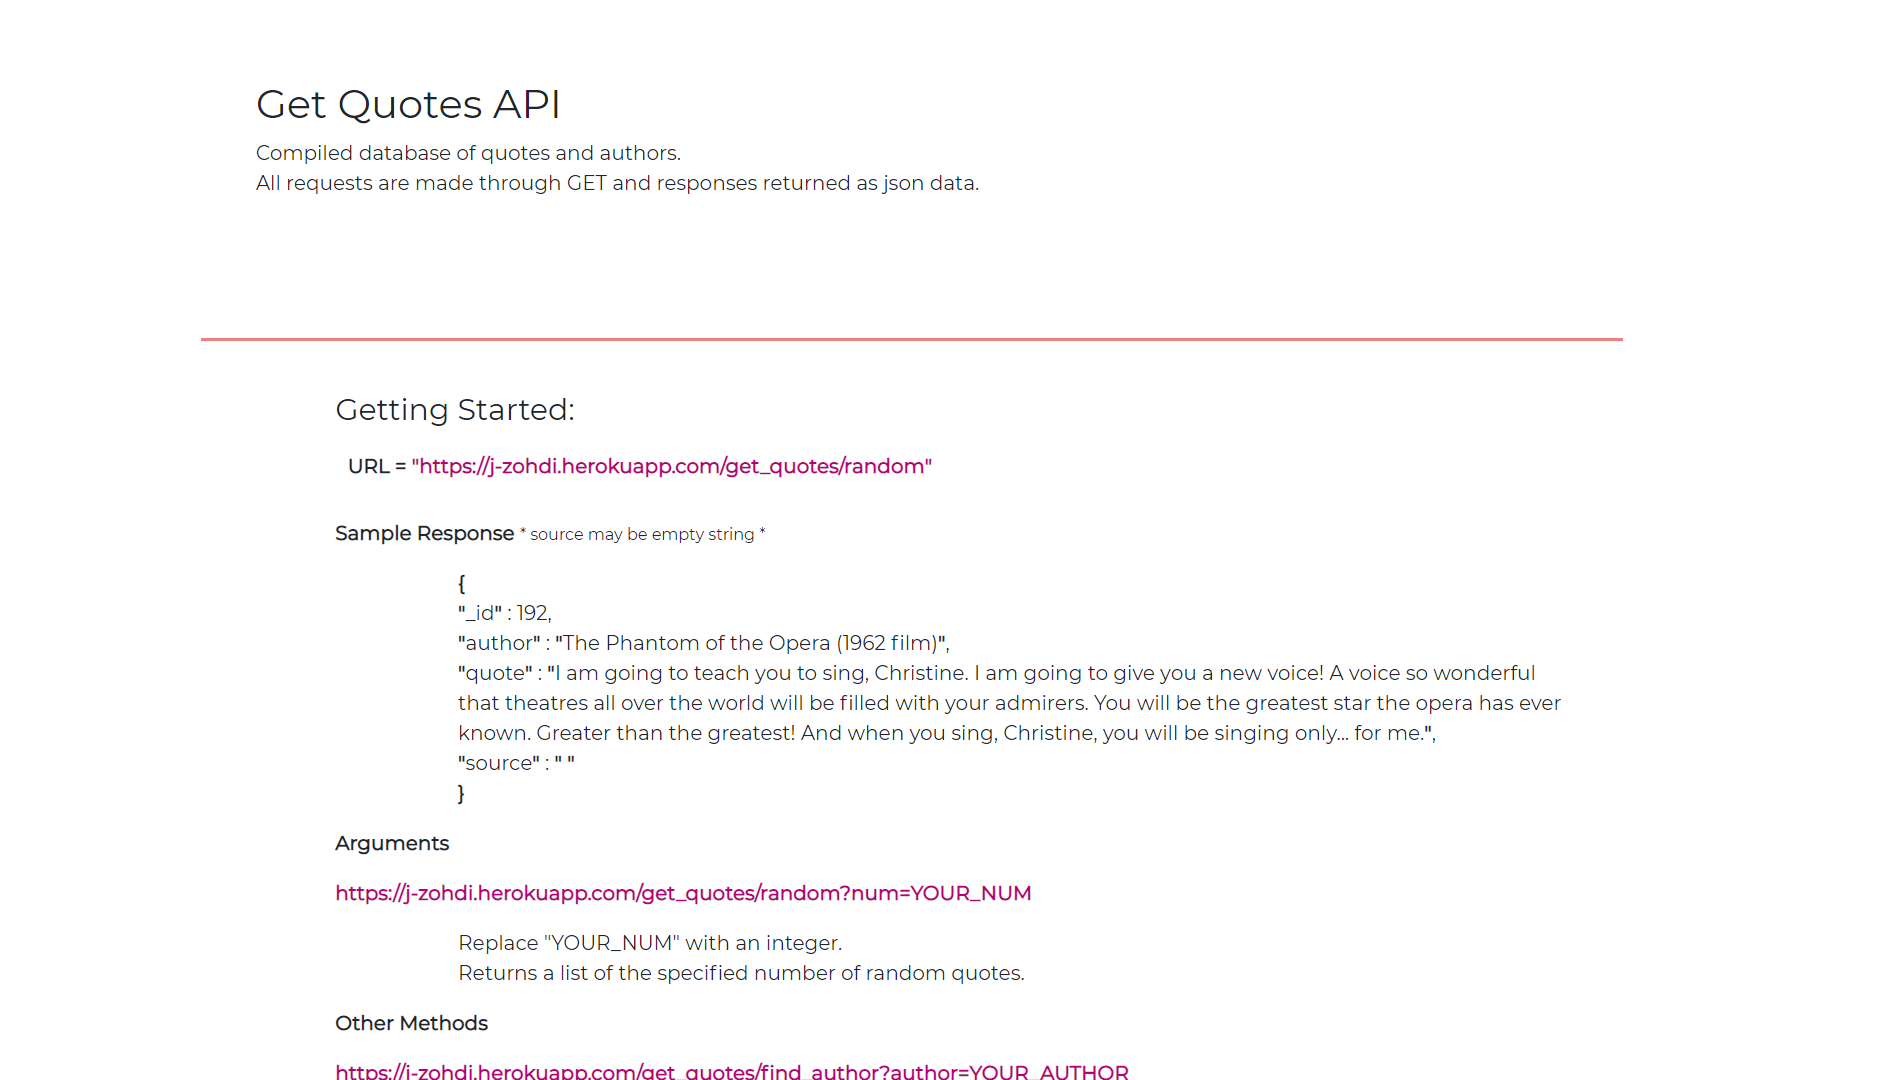 Get Quotes API
Compiled database of quotes and authors.
All requests are made through GET and responses returned as json data.
Getting Started:
URL = "https://j-zohdi.herokuapp.com/get_quotes/random"
Sample Response * source may be empty string *
{
"_id" : 192,
"author" : "The Phantom of the Opera (1962 film)",
"quote" : "I am going to teach you to sing, Christine. I am going to give you a new voice! A voice so wonderful
that theatres all over the world will be filled with your admirers. You will be the greatest star the opera has ever
known. Greater than the greatest! And when you sing, Christine, you will be singing only... for me.",
"source" : " "
}
Arguments
https://j-zohdi.herokuapp.com/get_quotes/random?num=YOUR_NUM
Replace "YOUR_NUM" with an integer.
Returns a list of the specified number of random quotes.
Other Methods
https://j-zohdi.herokuapp.com/get_quotes/find_author?author=YOUR_AUTHOR